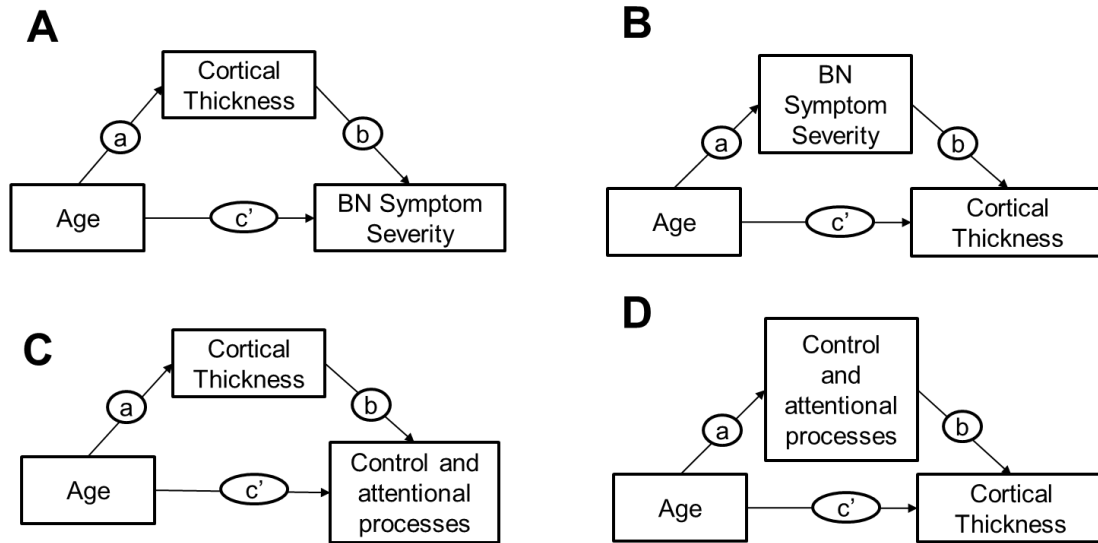 A
Cortical
Thickness
a
b
Age
c’
BN Symptom
Severity
B
BN
Symptom
Severity
a
b
Age
c’
Cortical
Thickness
C
Cortical
Thickness
a
b
Age
c’
Control and
attentional
processes
D
Control
and
attentional
processes
a
b
Age
c’
Cortical
Thickness